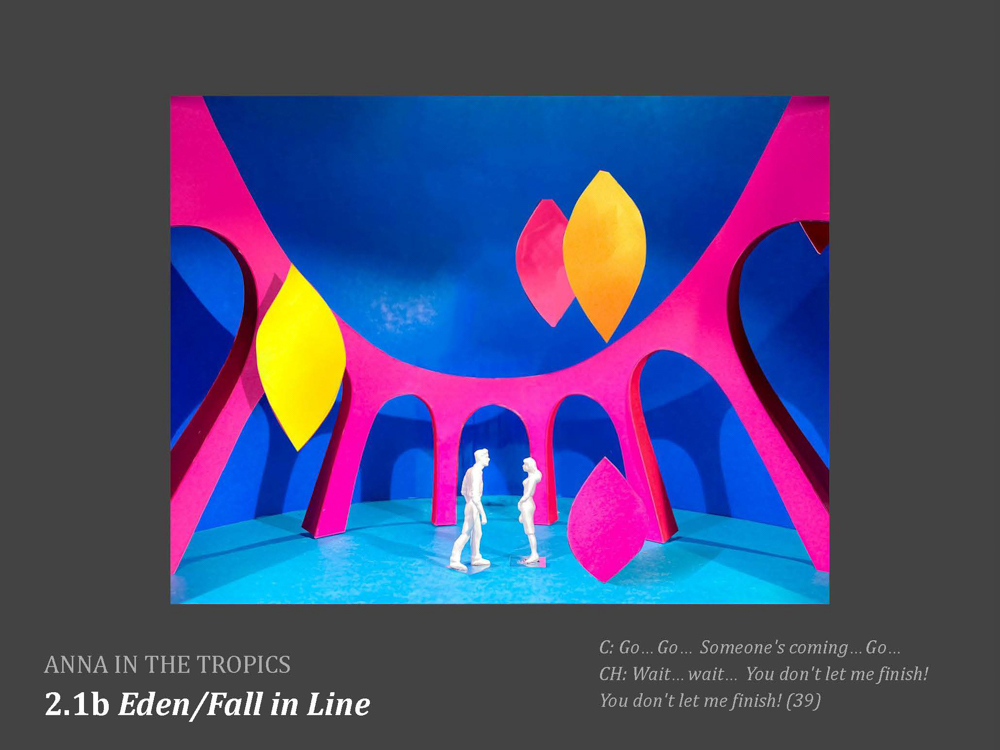 ANNA IN THE TROPICS
2.1b Eden/Fall in Line
C: Go... Go... Someone's coming... Go...
CH: Wait... wait... You don't let me finish!
You don't let me finish! (39)